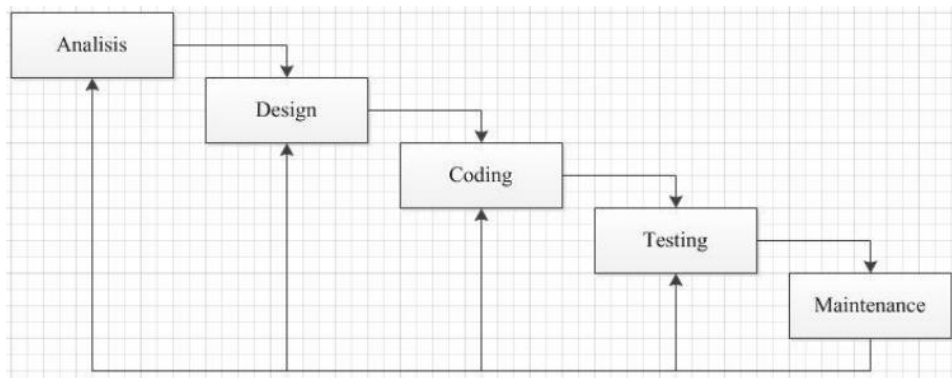 Analisis
Design
Coding
Testing
Maintenance